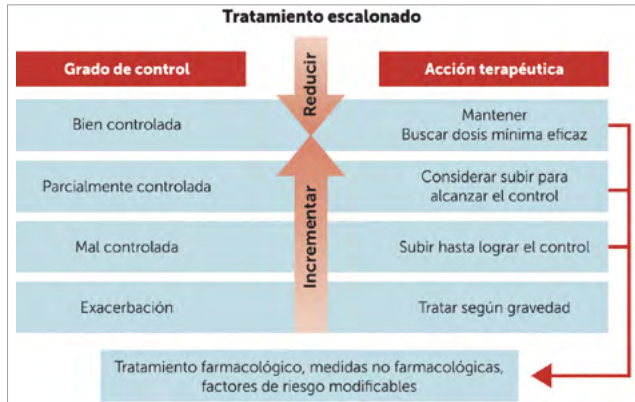 Tratamiento escalonado
Grado de control
Reducir
Acción terapéutica
Bien controlada
Mantener
Buscar dosis mínima eficaz
Parcialmente controlada
Incrementar
Considerar subir para
alcanzar el control
Mal controlada
Subir hasta lograr el control
Exacerbación
Tratar según gravedad
Tratamiento farmacológico, medidas no farmacológicas,
factores de riesgo modificables